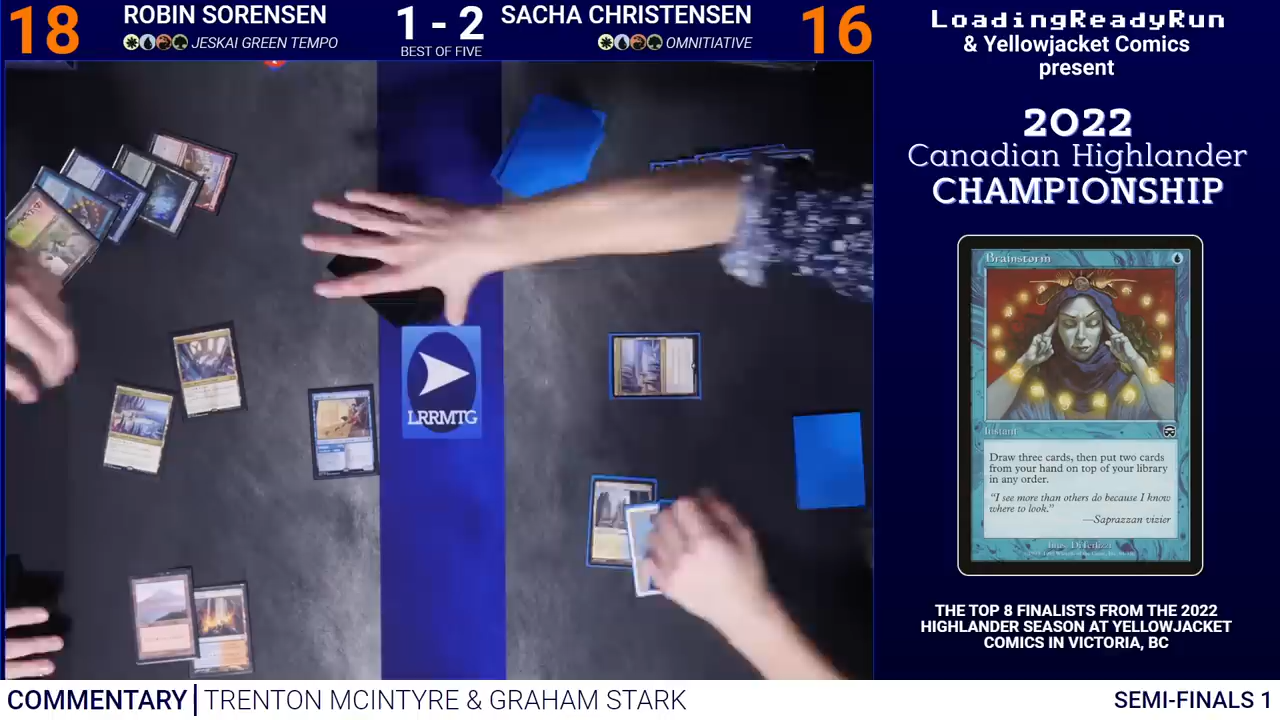 18
ROBIN SORENSEN
JESKAI GREEN TEMPO
1 - 2
BEST OF FIVE
SACHA CHRISTENSEN
OMNITIATIVE
16
LoadingReadyRun
& Yellowjacket Comics
present
2022
Canadian Highlander
CHAMPIONSHIP
LRRMTG
Brainstorm
Instant
Draw three cards, then put two cards
from your hand on top of your library
in any order.
"I see more than others do because I know
where to look."
—Saprazzan vizier
THE TOP 8 FINALISTS FROM THE 2022
HIGHLANDER SEASON AT YELLOWJACKET
COMICS IN VICTORIA, BC
COMMENTARY | TRENTON MCINTYRE & GRAHAM STARK
SEMI-FINALS 1